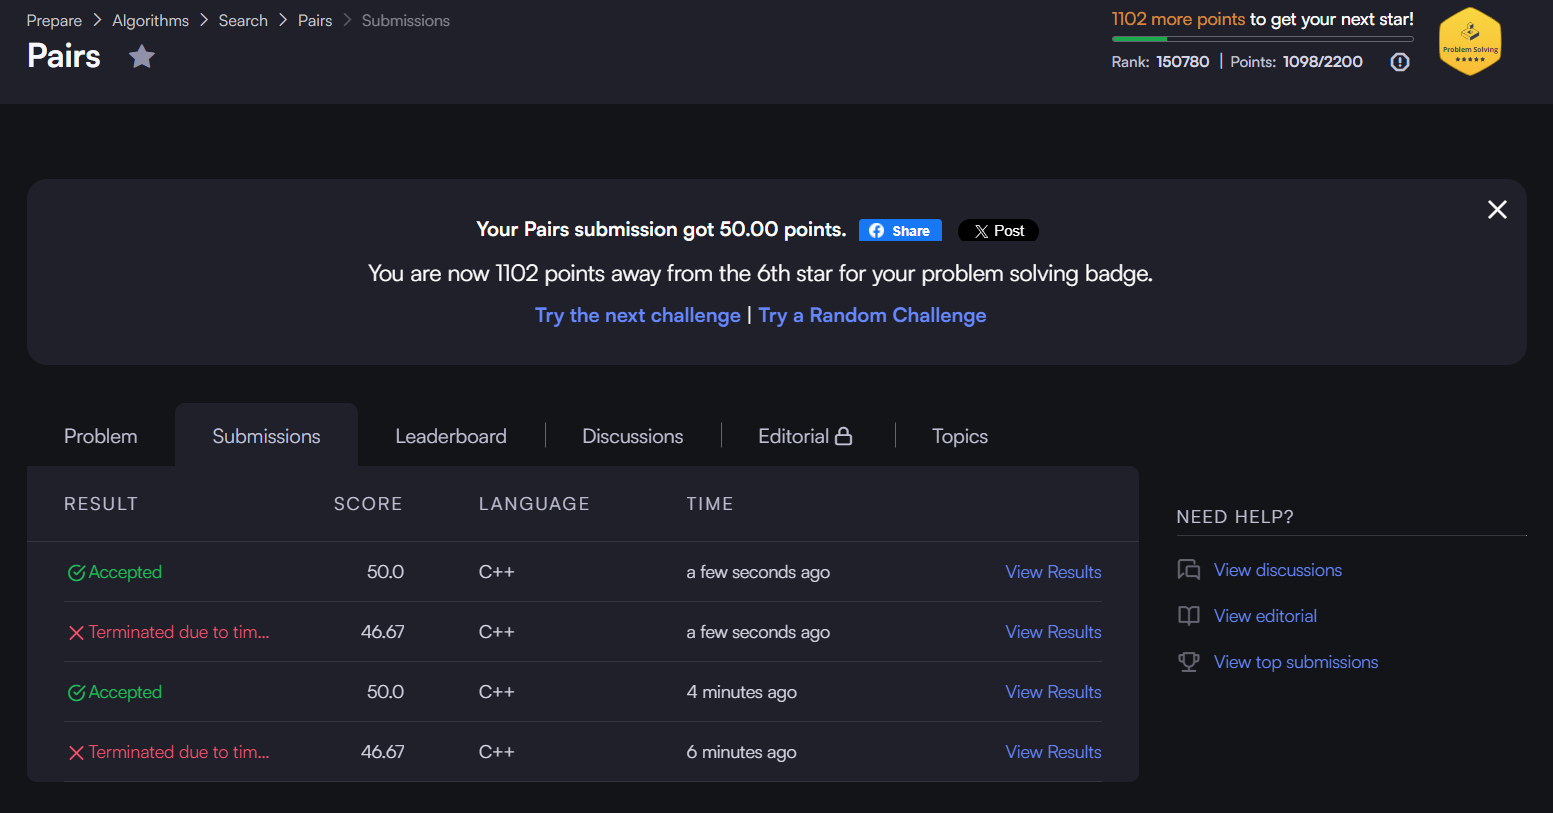 Prepare > Algorithms > Search > Pairs > Submissions
Pairs
1102 more points to get your next star!
Rank: 150780 | Points: 1098/2200
Problem Solving
Your Pairs submission got 50.00 points. Share X Post
You are now 1102 points away from the 6th star for your problem solving badge.
Try the next challenge | Try a Random Challenge
Problem Submissions Leaderboard Discussions Editorial Topics
RESULT SCORE LANGUAGE TIME
Accepted 50.0 C++ a few seconds ago View Results
Terminated due to tim... 46.67 C++ a few seconds ago View Results
Accepted 50.0 C++ 4 minutes ago View Results
Terminated due to tim... 46.67 C++ 6 minutes ago View Results
NEED HELP?
View discussions
View editorial
View top submissions